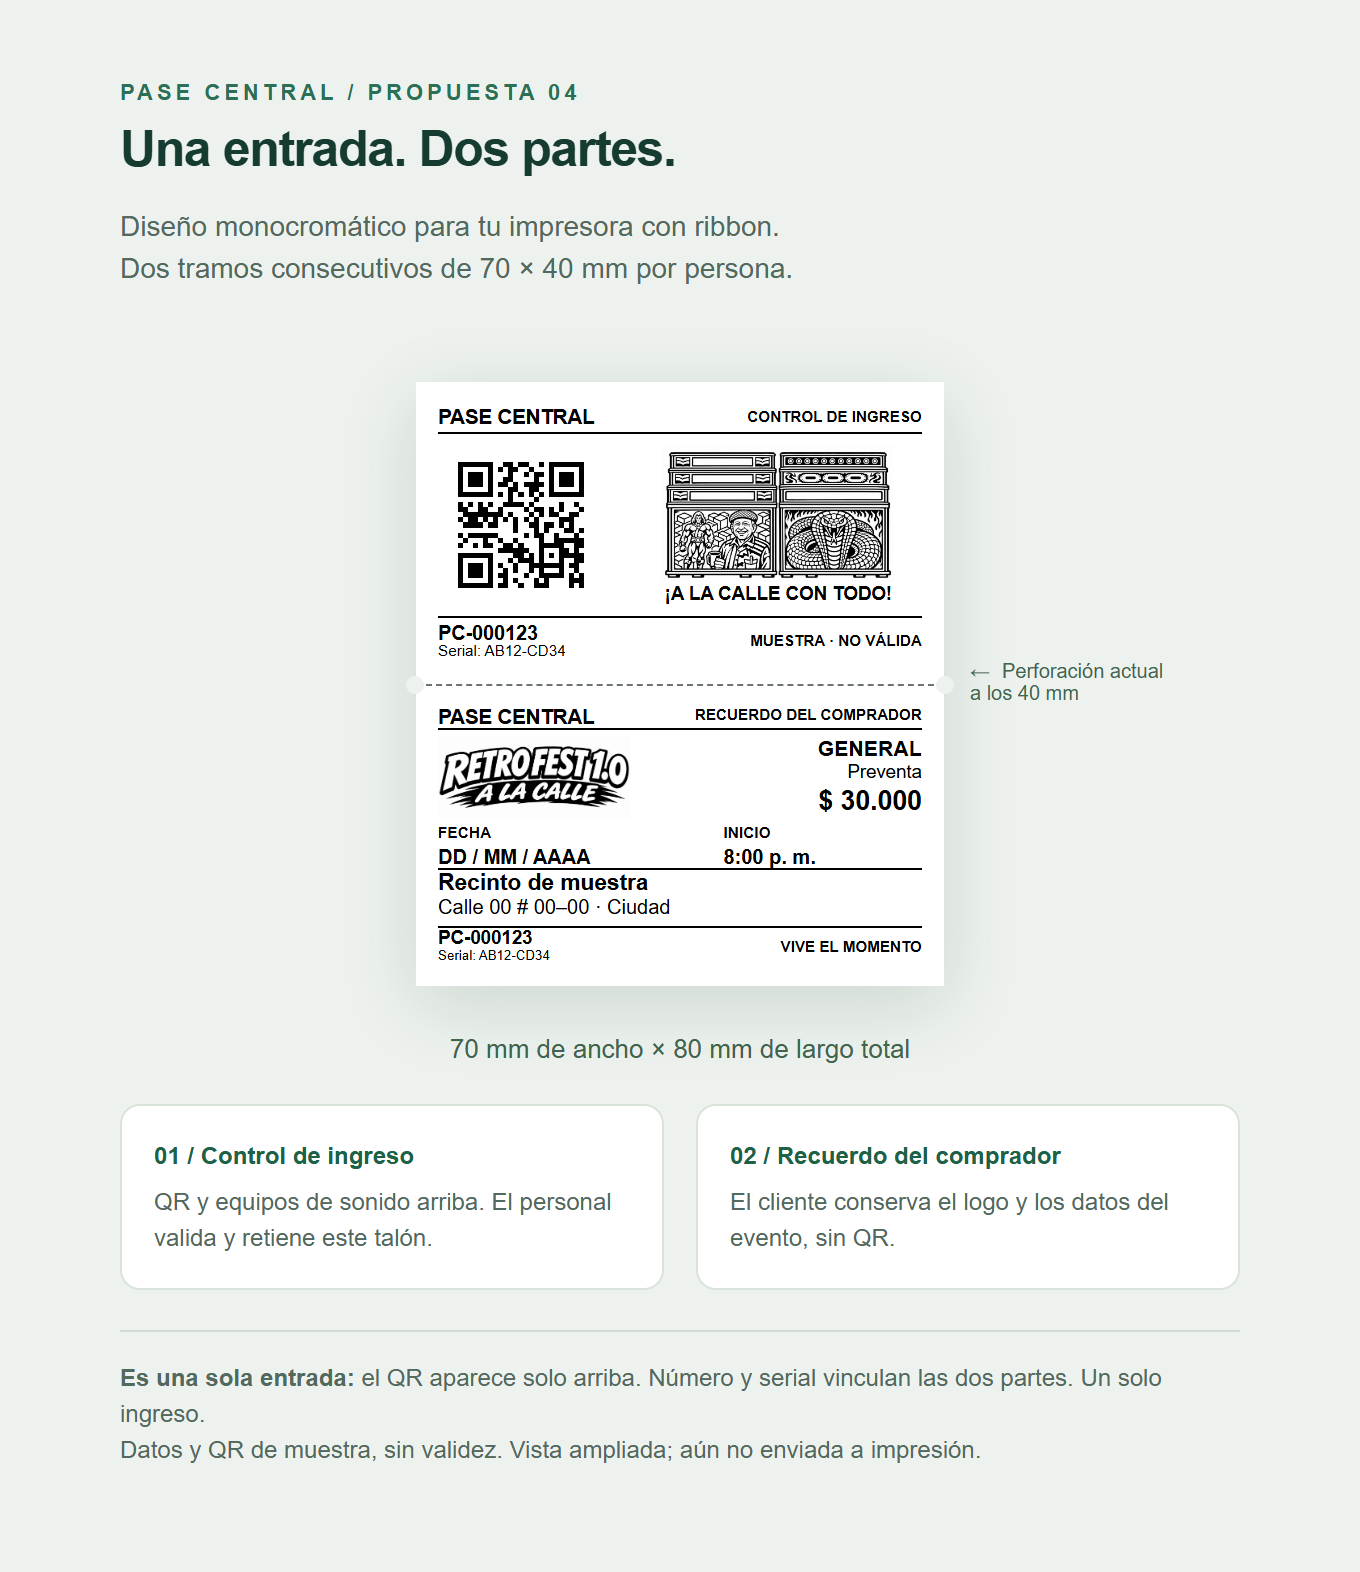 PASE CENTRAL / PROPUESTA 04
Una entrada. Dos partes.
Diseño monocromático para tu impresora con ribbon.
Dos tramos consecutivos de 70 × 40 mm por persona.
PASE CENTRAL
CONTROL DE INGRESO
¡A LA CALLE CON TODO!
PC-000123
Serial: AB12-CD34
MUESTRA · NO VÁLIDA
← Perforación actual
a los 40 mm
PASE CENTRAL
RECUERDO DEL COMPRADOR
RETROFEST 1.0
A LA CALLE
GENERAL
Preventa
$ 30.000
FECHA
INICIO
DD / MM / AAAA
8:00 p. m.
Recinto de muestra
Calle 00 # 00–00 · Ciudad
PC-000123
Serial: AB12-CD34
VIVE EL MOMENTO
70 mm de ancho × 80 mm de largo total
01 / Control de ingreso
QR y equipos de sonido arriba. El personal
valida y retiene este talón.
02 / Recuerdo del comprador
El cliente conserva el logo y los datos del
evento, sin QR.
Es una sola entrada: el QR aparece solo arriba. Número y serial vinculan las dos partes. Un solo
ingreso.
Datos y QR de muestra, sin validez. Vista ampliada; aún no enviada a impresión.